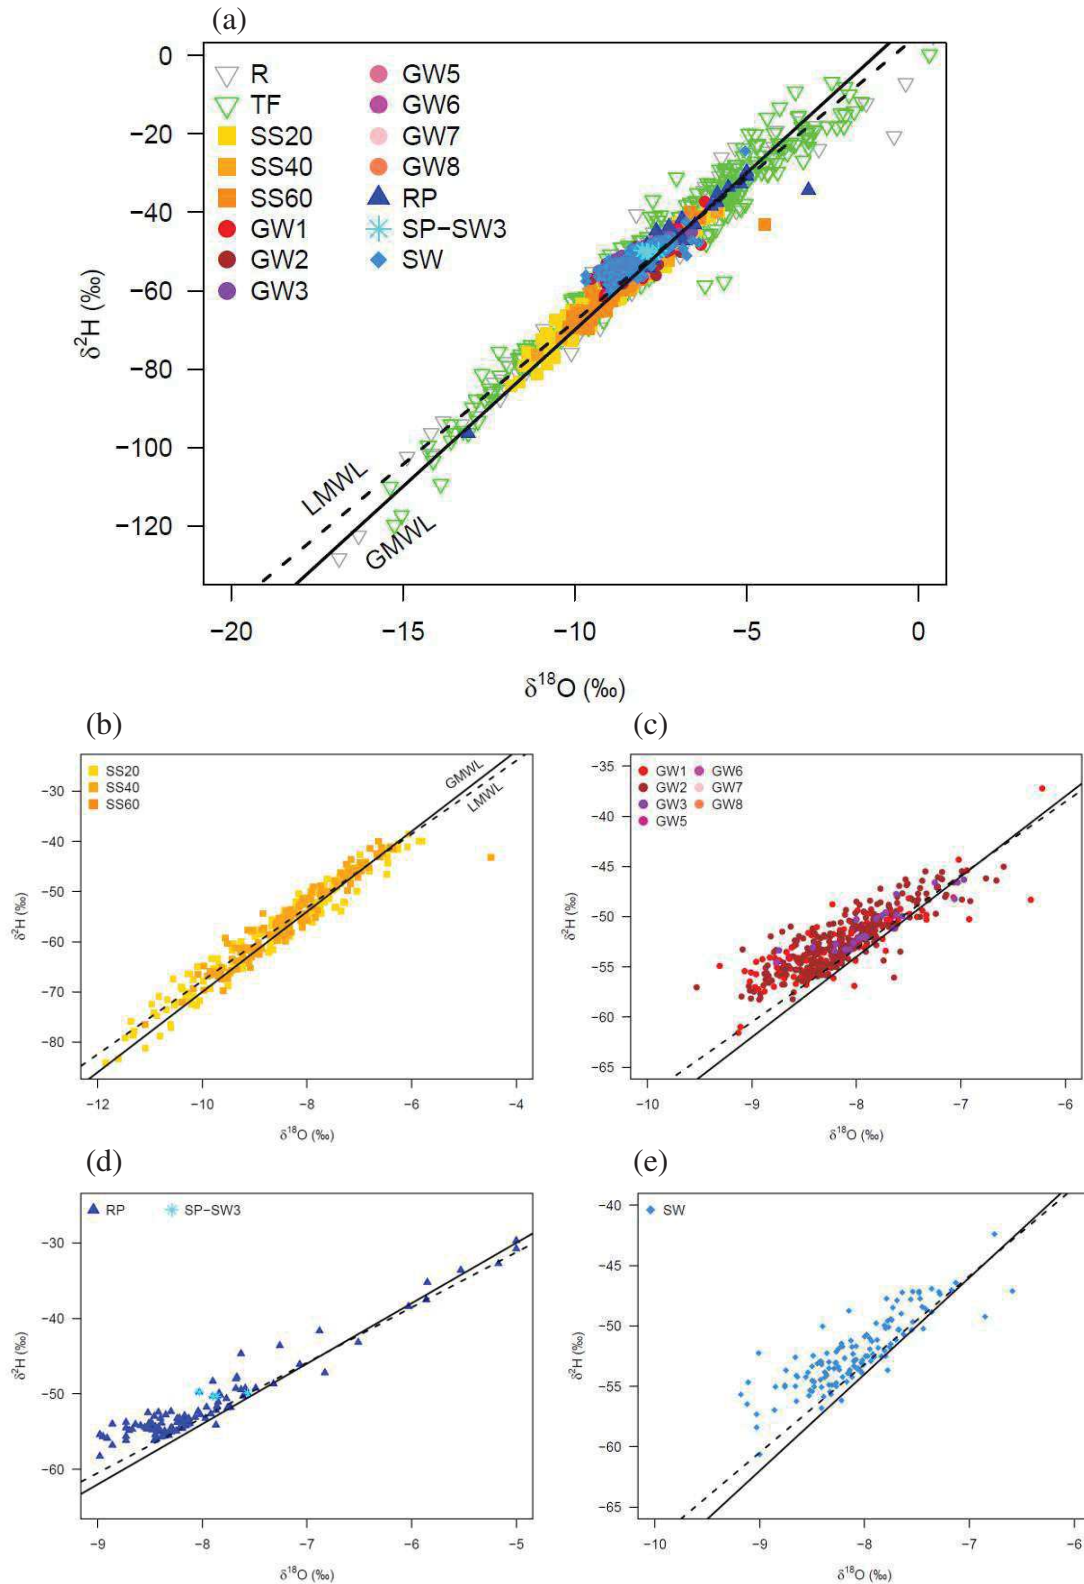 (a)
0
−20
−40
−60
−80
−100
−120
δ²H (‰)
R
TF
SS20
SS40
SS60
GW1
GW2
GW3
GW5
GW6
GW7
GW8
RP
SP−SW3
SW
LMWL
GMWL
−20 −15 −10 −5 0
δ¹⁸O (‰)
(b)
SS20
SS40
SS60
GMWL
LMWL
−30
−40
−50
−60
−70
−80
δ²H (‰)
−12 −10 −8 −6 −4
δ¹⁸O (‰)
(c)
GW1 GW6
GW2 GW7
GW3 GW8
GW5
−35
−40
−45
−50
−55
−60
−65
δ²H (‰)
−10 −9 −8 −7 −6
δ¹⁸O (‰)
(d)
RP SP−SW3
−30
−40
−50
−60
δ²H (‰)
−9 −8 −7 −6 −5
δ¹⁸O (‰)
(e)
SW
−40
−45
−50
−55
−60
−65
δ²H (‰)
−10 −9 −8 −7 −6
δ¹⁸O (‰)